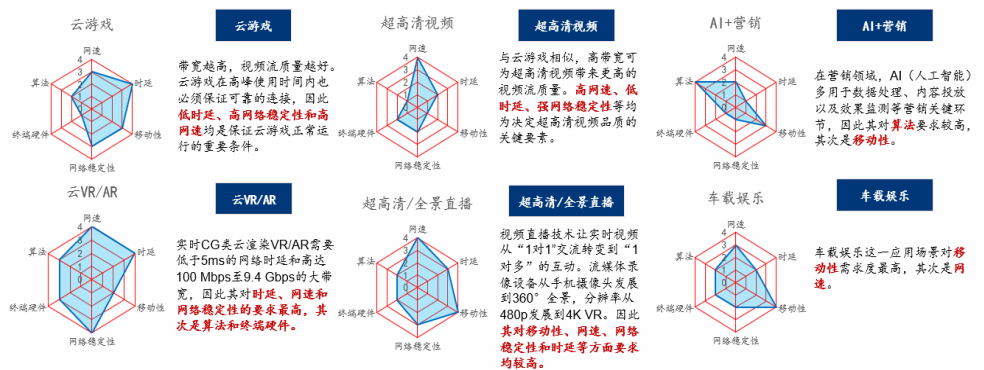 云游戏
网速
4
3
2
1
0
时延
移动性
网络稳定性
终端硬件
算法
云游戏
带宽越高，视频流质量越好。
云游戏在高峰使用时间内也
必须保证可靠的连接，因此
低时延、高网络稳定性和高
网速均是保证云游戏正常运
行的重要条件。
超高清视频
网速
4
3
2
1
0
时延
移动性
网络稳定性
终端硬件
算法
超高清视频
与云游戏相似，高带宽可
为超高清视频带来更高的
视频流质量。高网速、低
时延、强网络稳定性等均
为决定超高清视频品质的
关键要素。
AI+营销
网速
4
3
2
1
0
时延
移动性
网络稳定性
终端硬件
算法
AI+营销
在营销领域，AI（人工智能）
多用于数据处理、内容投放
以及效果监测等营销关键环
节，因此其对算法要求较高，
其次是移动性。
云VR/AR
网速
4
3
2
1
0
时延
移动性
网络稳定性
终端硬件
算法
云VR/AR
实时CG类云渲染VR/AR需要
低于5ms的网络时延和高达
100 Mbps至9.4 Gbps的大带
宽，因此其对时延、网速和
网络稳定性的要求最高，其
次是算法和终端硬件。
超高清/全景直播
网速
4
3
2
1
0
时延
移动性
网络稳定性
终端硬件
算法
超高清/全景直播
视频直播技术让实时视频
从“1对1”交流转变到“1
对多”的互动。流媒体录
像设备从手机摄像头发展
到360°全景，分辨率从
480p发展到4K VR。因此
其对移动性、网速、网络
稳定性和时延等方面要求
均较高。
车载娱乐
网速
4
3
2
1
0
时延
移动性
网络稳定性
终端硬件
算法
车载娱乐
车载娱乐这一应用场景对移
动性需求度最高，其次是网
速。